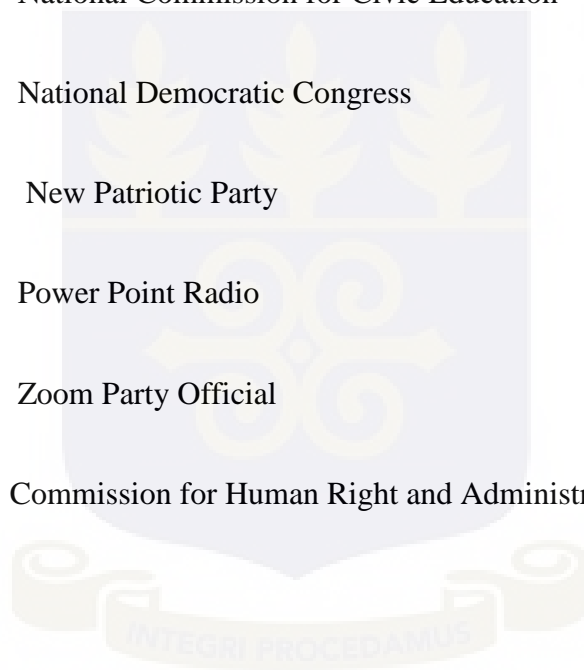 National Commission for Civic Education
National Democratic Congress
New Patriotic Party
Power Point Radio
Zoom Party Official
Commission for Human Right and
INTEGRI PROCEDAMUS